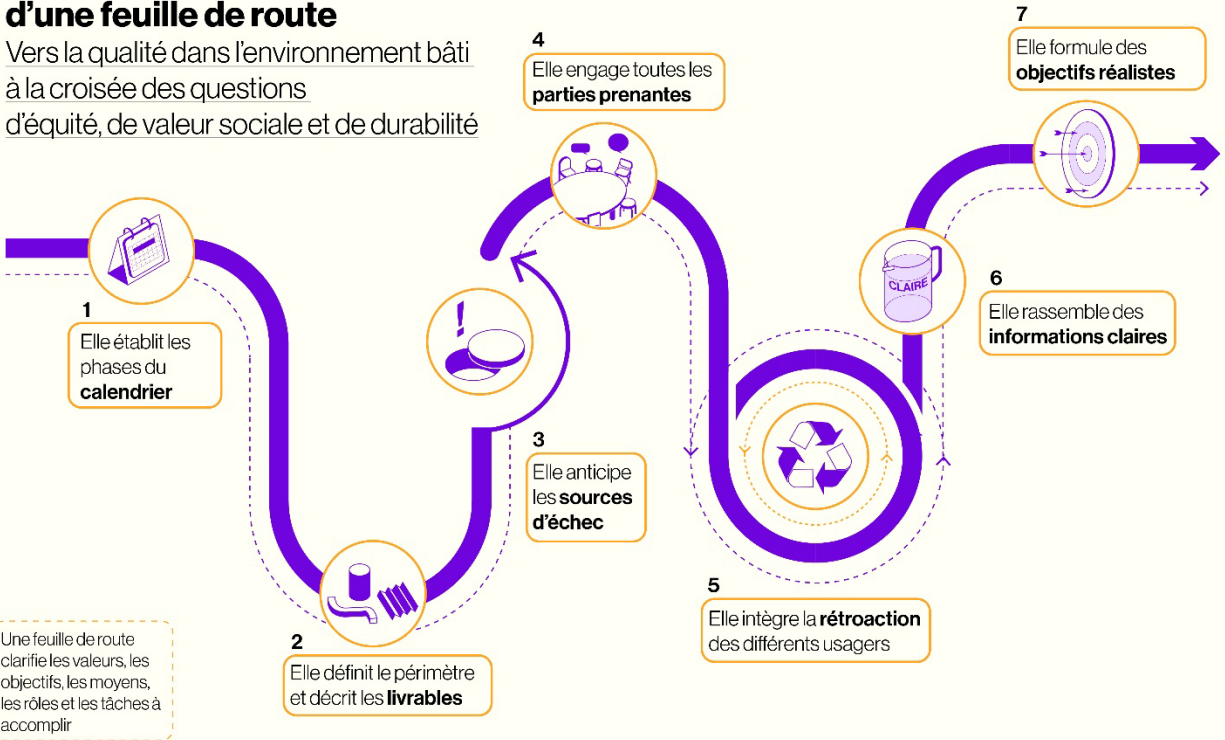 d'une feuille de route
Vers la qualité dans l'environnement bâti
à la croisée des questions
d'équité, de valeur sociale et de durabilité
1
Elle établit les
phases du
calendrier
2
Elle définit le périmètre
et décrit les livrables
3
Elle anticipe
les sources
d'échec
4
Elle engage toutes les
parties prenantes
5
Elle intègre la rétroaction
des différents usagers
6
Elle rassemble des
informations claires
CLAIRE
7
Elle formule des
objectifs réalistes
!
Une feuille de route
clarifie les valeurs, les
objectifs, les moyens,
les rôles et les tâches à
accomplir